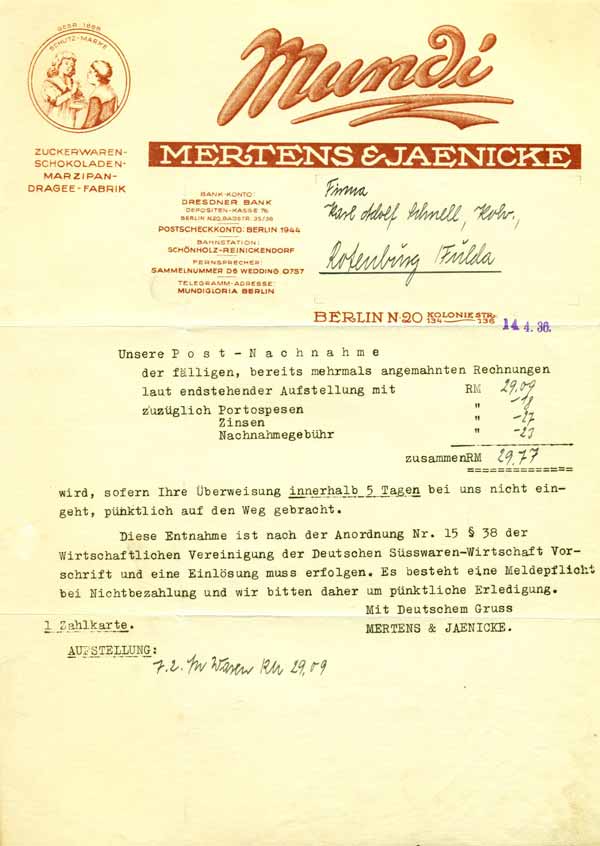 GEGR. 1888
SCHUTZ-MARKE
ZUCKERWAREN-
SCHOKOLADEN-
MARZIPAN-
DRAGEE-FABRIK
Mundi
MERTENS & JAENICKE
BANK-KONTO:
DRESDNER BANK
DEPOSITEN-KASSE 76
BERLIN N20, BADSTR. 35/36
POSTSCHECKKONTO: BERLIN 1944
BAHNSTATION:
SCHÖNHOLZ-REINICKENDORF
FERNSPRECHER:
SAMMELNUMMER D6 WEDDING 0757
TELEGRAMM-ADRESSE:
MUNDIGLORIA BERLIN
Firma
Karl Adolf Schnell, Kolw.,
Rotenburg /Fulda
BERLIN N.20 KOLONIESTR. 134 136 14 4. 36.
Unsere Post-Nachnahme
der fälligen, bereits mehrmals angemahnten Rechnungen
laut endstehender Aufstellung mit RM 29,09
zuzüglich Portospesen " -18
Zinsen " -27
Nachnahmegebühr " -23
zusammen RM 29,77
wird, sofern Ihre Überweisung innerhalb 5 Tagen bei uns nicht ein-
geht, pünktlich auf den Weg gebracht.
Diese Entnahme ist nach der Anordnung Nr. 15 § 38 der
Wirtschaftlichen Vereinigung der Deutschen Süsswaren-Wirtschaft Vor-
schrift und eine Einlösung muss erfolgen. Es besteht eine Meldepflicht
bei Nichtbezahlung und wir bitten daher um pünktliche Erledigung.
Mit Deutschem Gruss
1 Zahlkarte. MERTENS & JAENICKE.
AUFSTELLUNG:
7.2. Waren RM 29,09